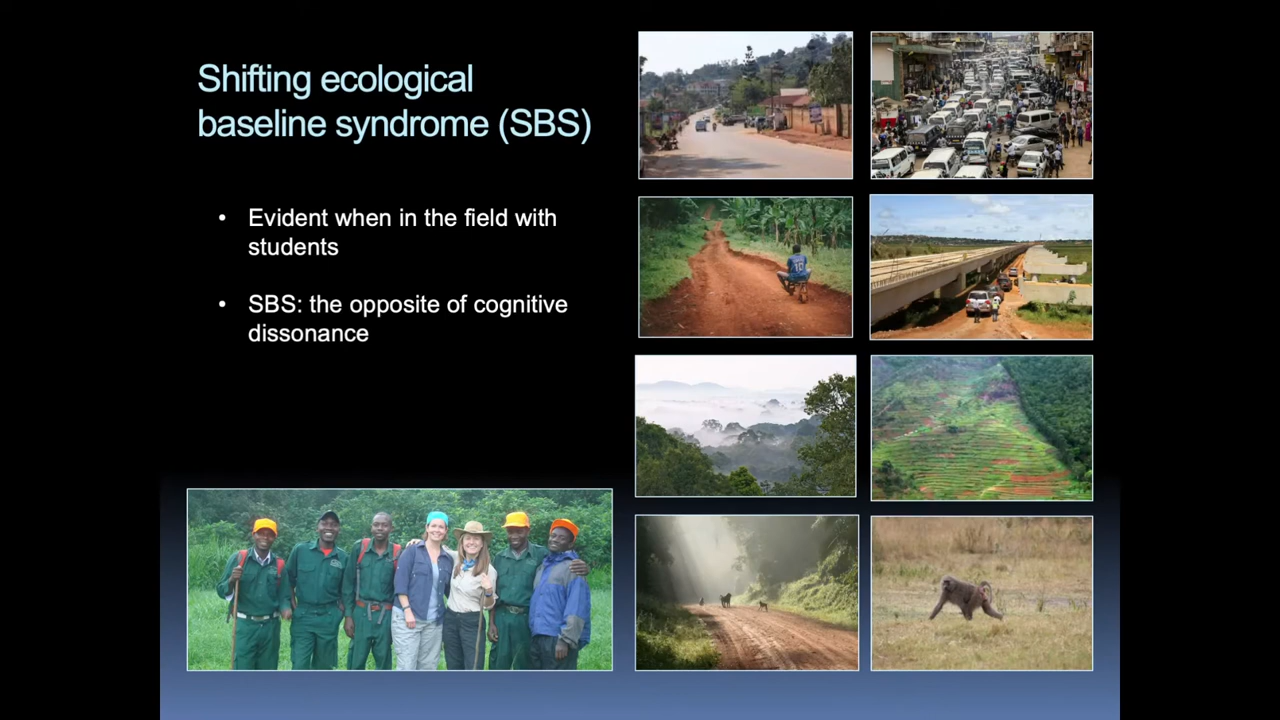 Shifting ecological
baseline syndrome (SBS)
• Evident when in the field with
students
• SBS: the opposite of cognitive
dissonance